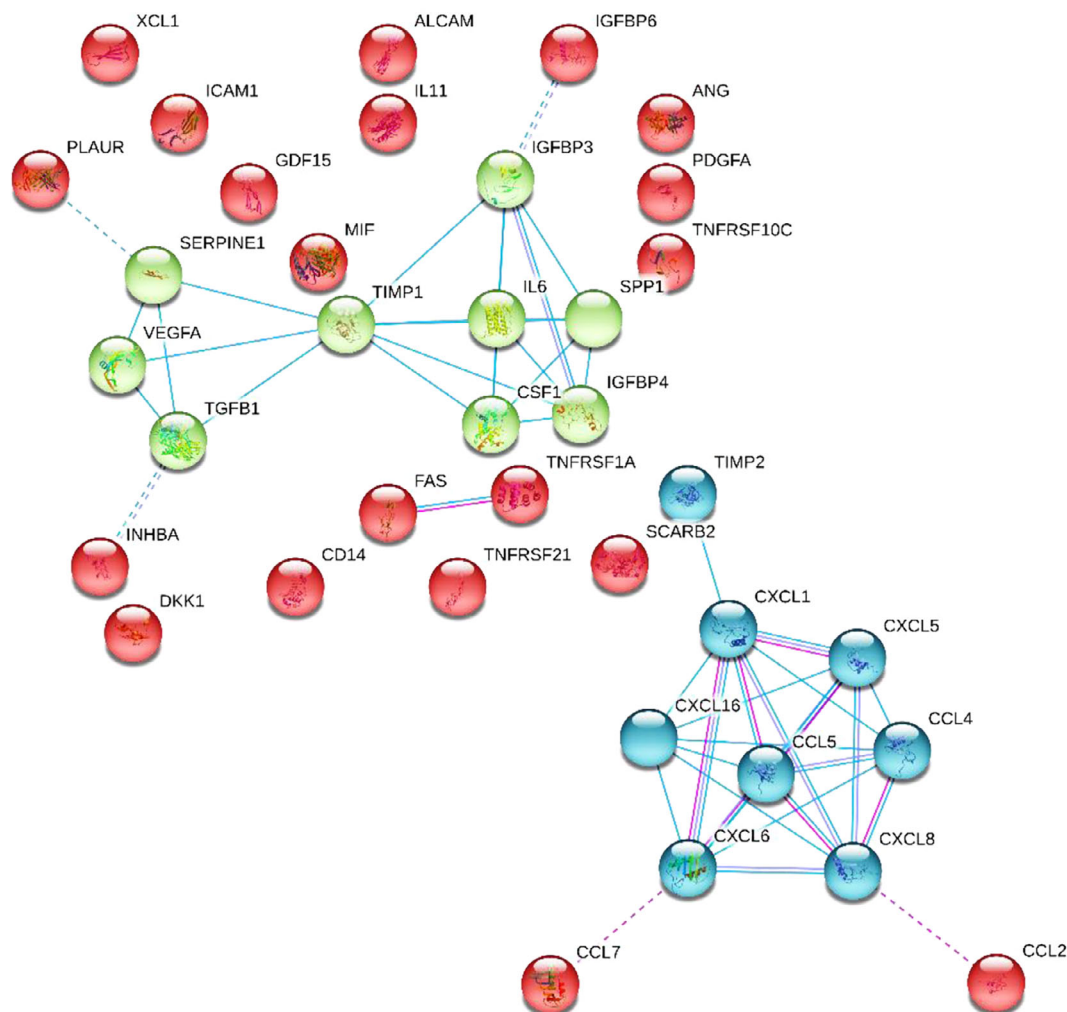 XCL1
ALCAM
IGFBP6
ICAM1
IL11
ANG
PLAUR
GDF15
IGFBP3
PDGFA
SERPINE1
MIF
TNFRSF10C
TIMP1
IL6
SPP1
VEGFA
TGFB1
CSF1
IGFBP4
FAS
TNFRSF1A
TIMP2
INHBA
CD14
TNFRSF21
SCARB2
DKK1
CXCL1
CXCL5
CXCL16
CCL5
CCL4
CXCL6
CXCL8
CCL7
CCL2